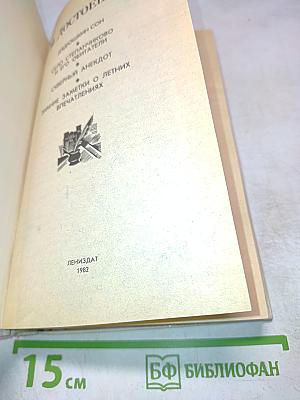 ДОСТОЕВ
ДЯДЮШКИН СОН
СЕЛО СТЕПАНЧИКОВО
И ЕГО ОБИТАТЕЛИ
СКВЕРНЫЙ АНЕКДОТ
ЗИМНИЕ ЗАМЕТКИ О ЛЕТНИХ
ВПЕЧАТЛЕНИЯХ
ЛЕНИЗДАТ
1982
15 см
БФ БИБЛИОФАН